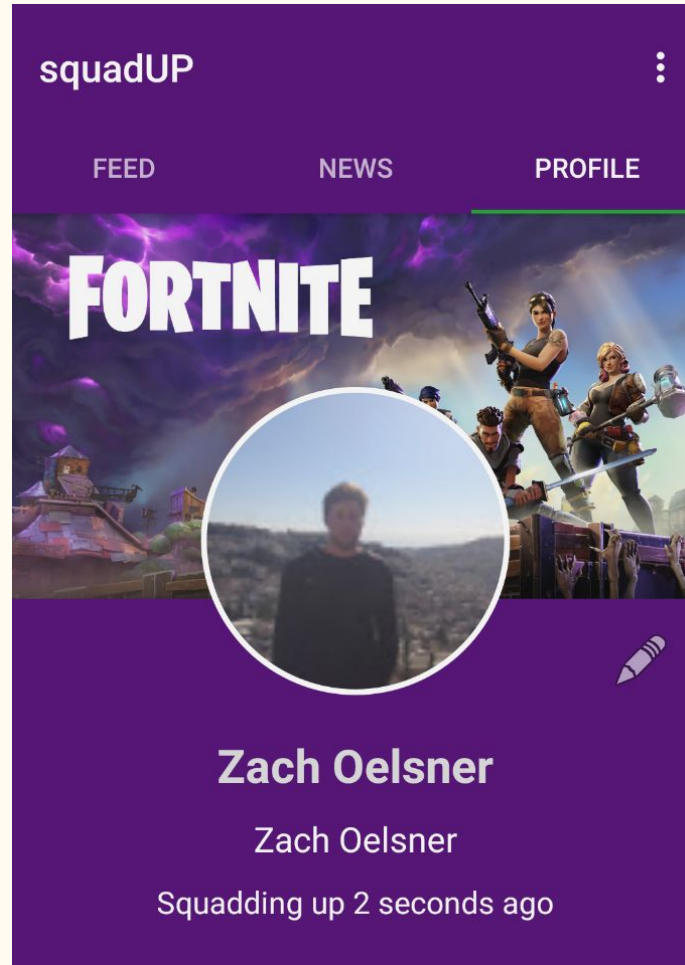 squadUP
FEED NEWS PROFILE
FORTNITE
Zach Oelsner
Zach Oelsner
Squadding up 2 seconds ago